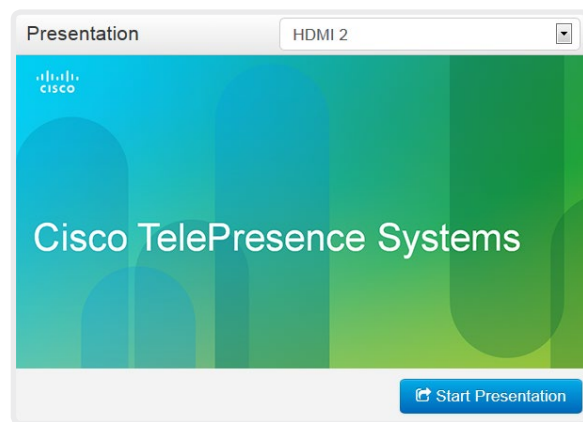 Presentation
HDMI 2
CISCO
Cisco TelePresence Systems
Start Presentation